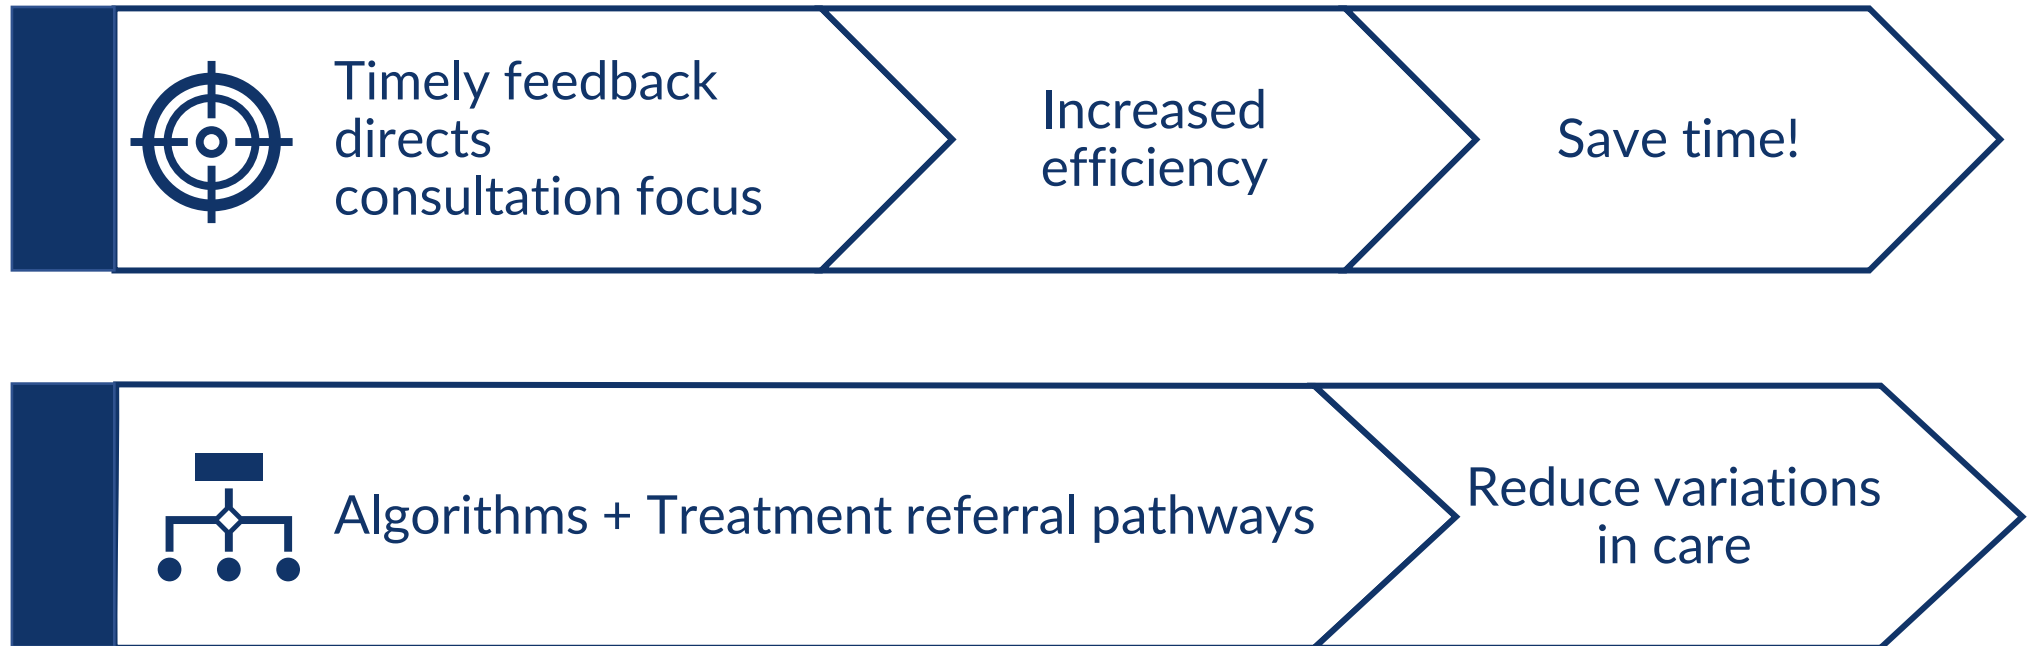 Timely feedback
directs
consultation focus
Increased
efficiency
Save time!
Algorithms + Treatment referral pathways
Reduce variations
in care